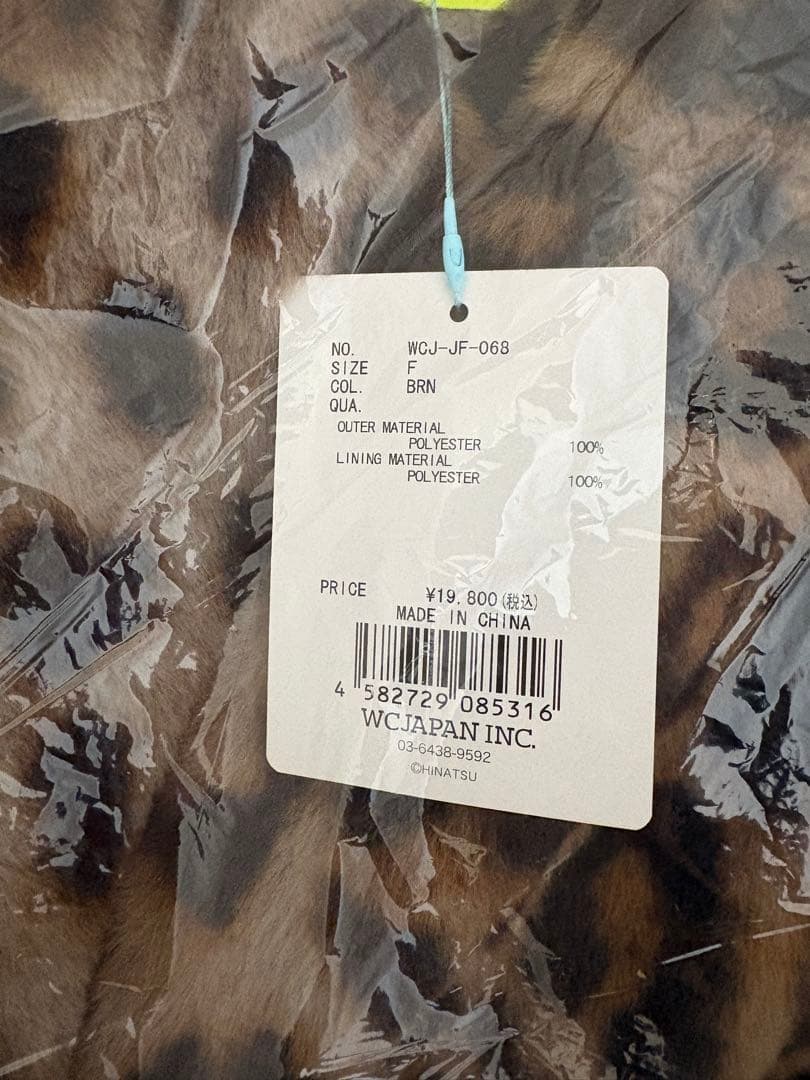 NO. WCJ-JF-068
SIZE F
COL. BRN
QUA.
OUTER MATERIAL
POLYESTER 100%
LINING MATERIAL
POLYESTER 100%
PRICE ¥19,800(税込)
MADE IN CHINA
4 582729 085316
WCJAPAN INC.
03-6438-9592
©HINATSU